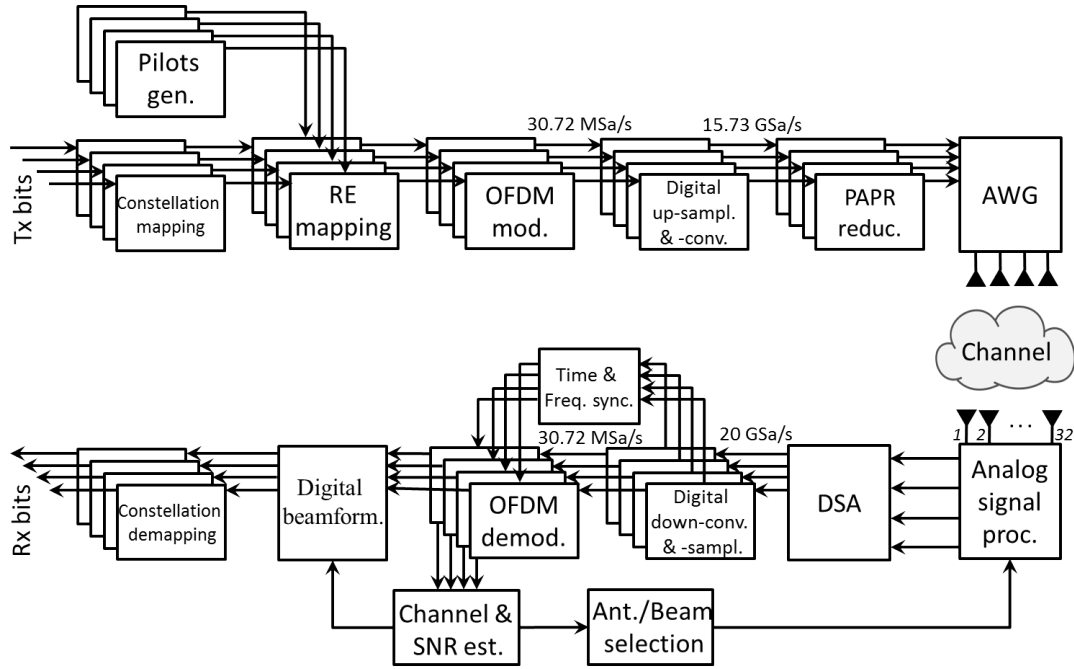 Pilots
gen.
30.72 MSa/s
15.73 GSa/s
Tx bits
Constellation
mapping
RE
mapping
OFDM
mod.
Digital
up-sampl.
& -conv.
PAPR
reduc.
AWG
Channel
Time &
Freq. sync.
30.72 MSa/s
20 GSa/s
1 2 ... 32
Rx bits
Constellation
demapping
Digital
beamform.
OFDM
demod.
Digital
down-conv.
& -sampl.
DSA
Analog
signal
proc.
Channel &
SNR est.
Ant./Beam
selection